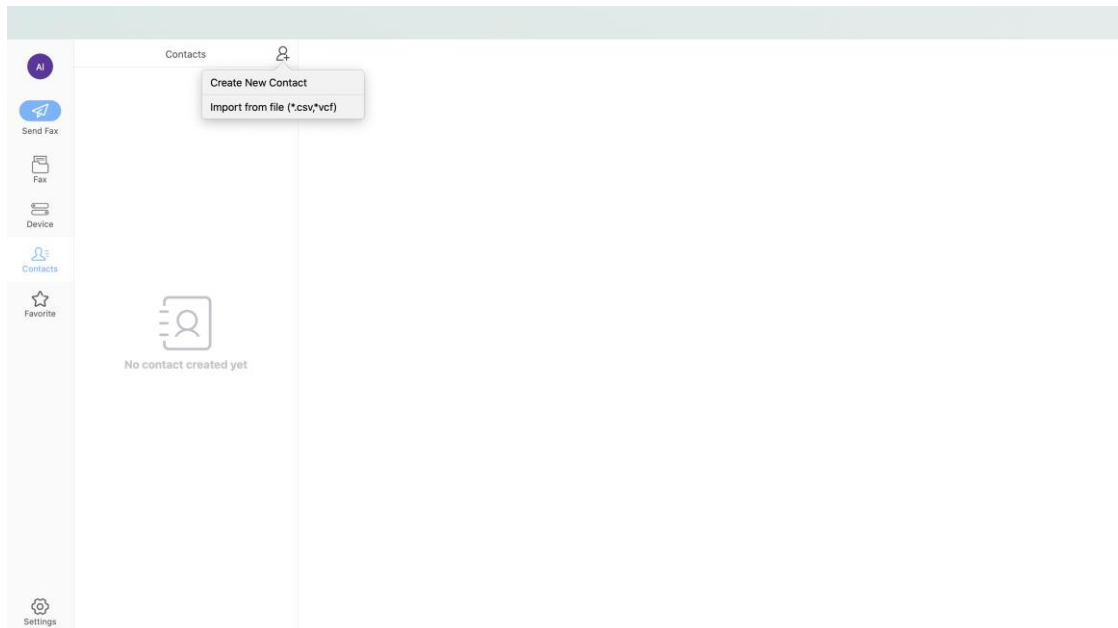 AI
Send Fax
Fax
Device
Contacts
Favorite
Settings
Contacts
Create New Contact
Import from file (*.csv,*vcf)
No contact created yet